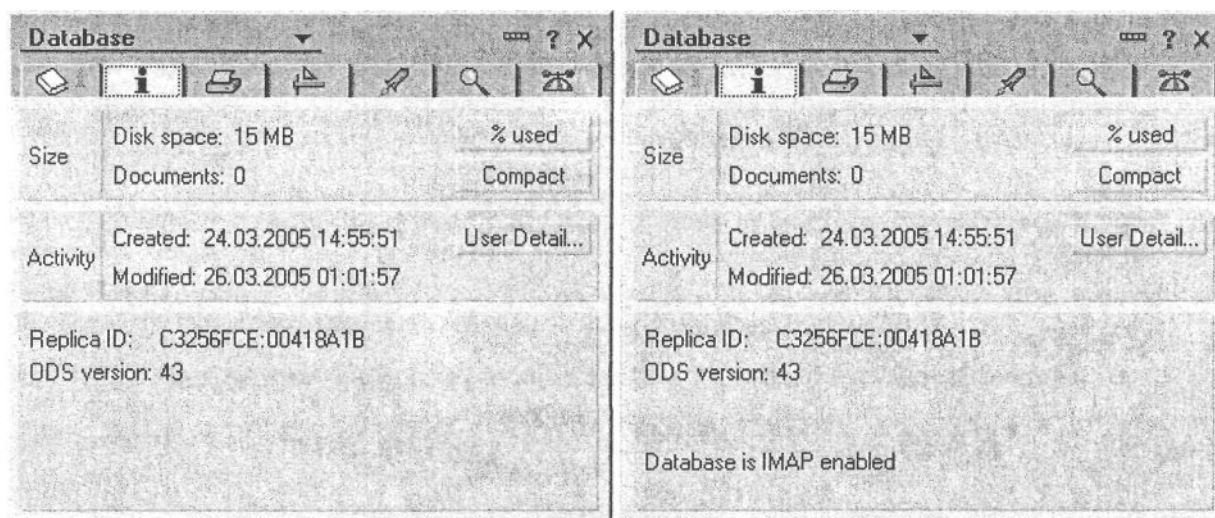 Database ? X
i
Size
Disk space: 15 MB % used
Documents: 0 Compact
Activity
Created: 24.03.2005 14:55:51 User Detail...
Modified: 26.03.2005 01:01:57
Replica ID: C3256FCE:00418A1B
ODS version: 43
Database ? X
i
Size
Disk space: 15 MB % used
Documents: 0 Compact
Activity
Created: 24.03.2005 14:55:51 User Detail...
Modified: 26.03.2005 01:01:57
Replica ID: C3256FCE:00418A1B
ODS version: 43
Database is IMAP enabled